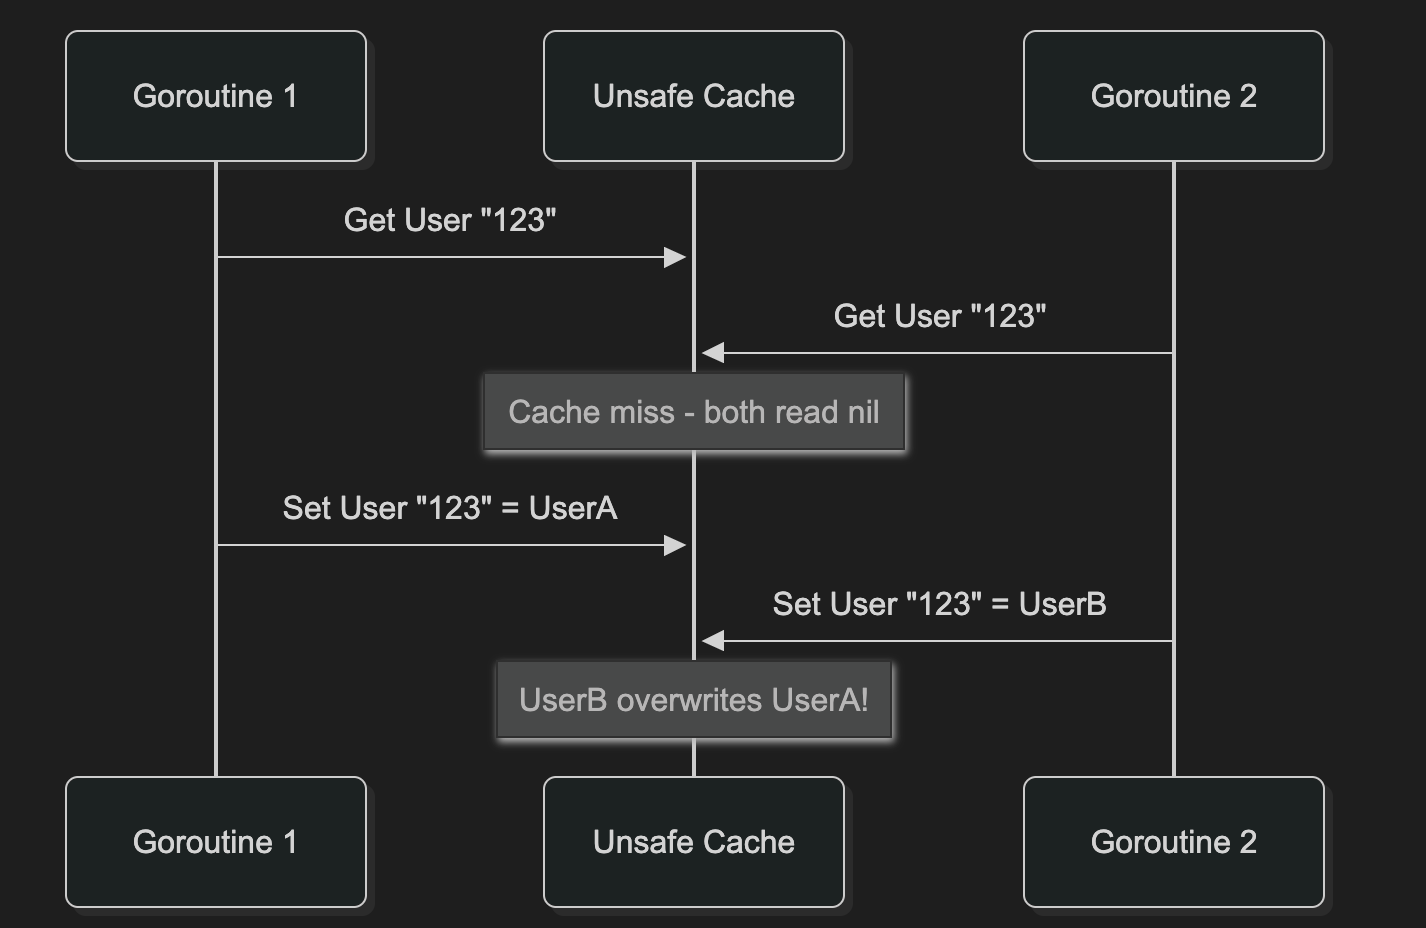 Goroutine 1
Unsafe Cache
Goroutine 2
Get User "123"
Get User "123"
Cache miss - both read nil
Set User "123" = UserA
Set User "123" = UserB
UserB overwrites UserA!
Goroutine 1
Unsafe Cache
Goroutine 2